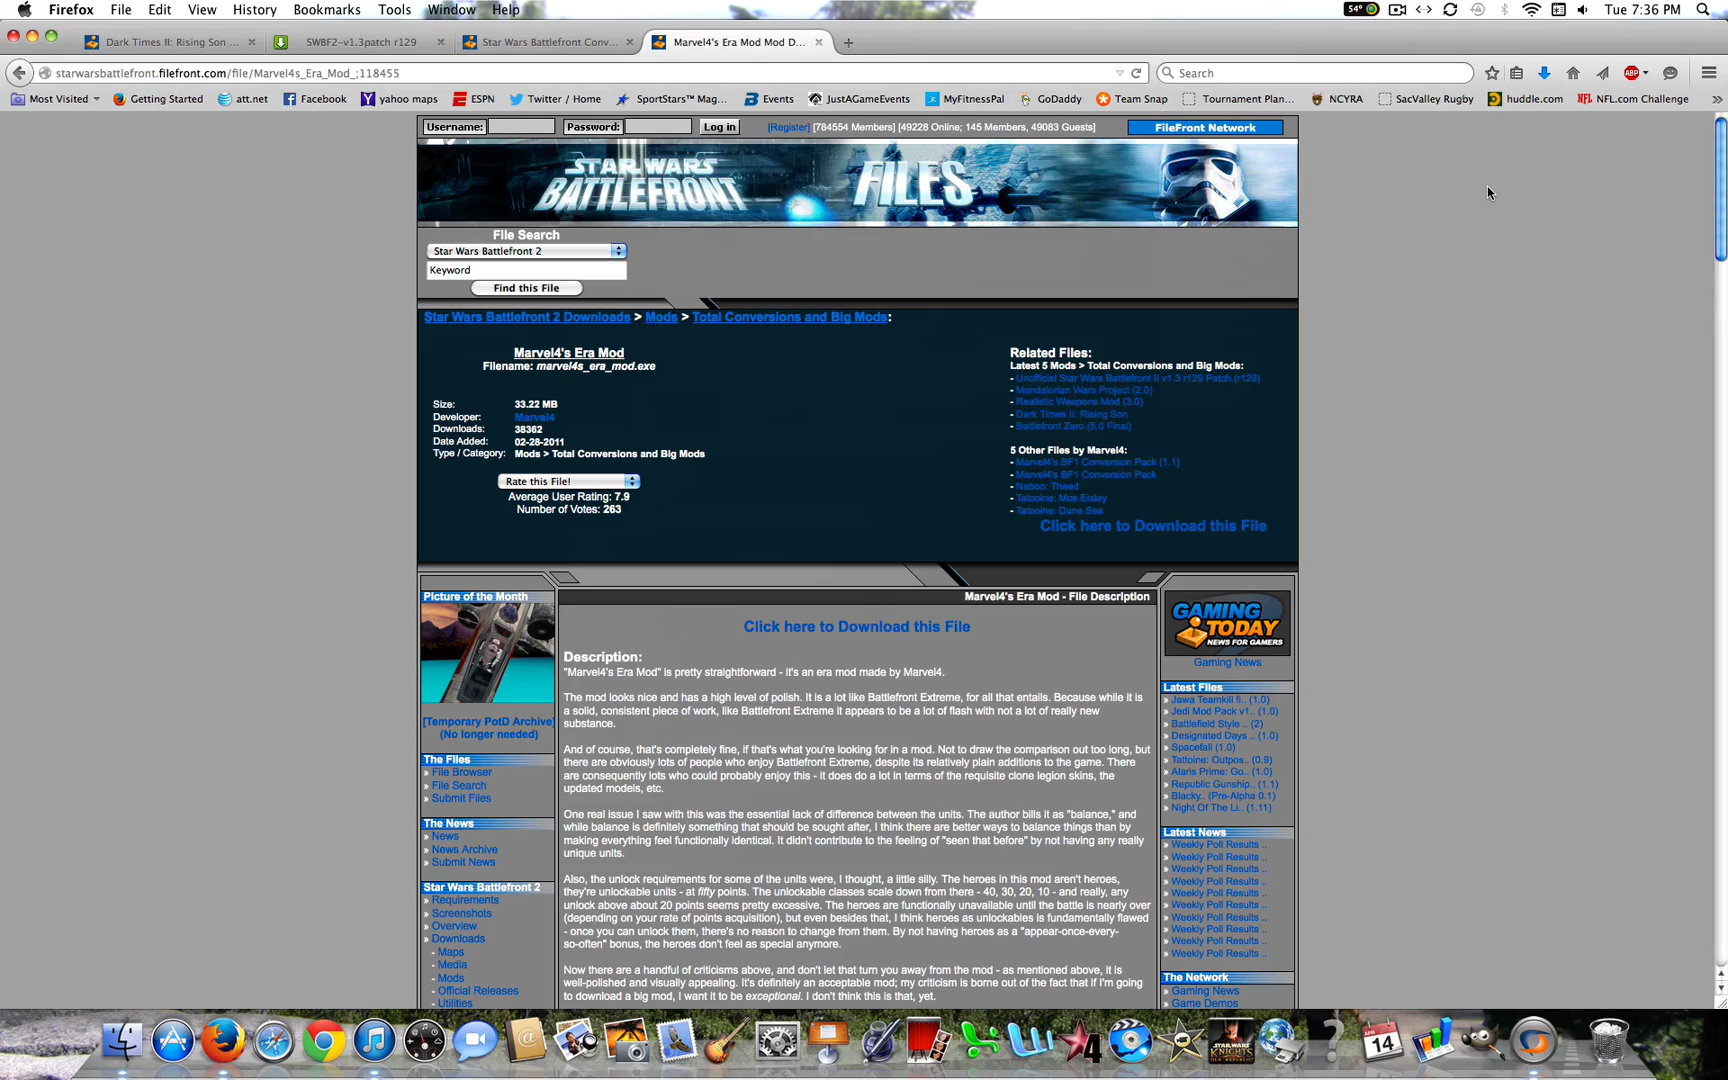 Firefox File Edit View History Bookmarks Tools Window Help
54° Tue 7:36 PM
Dark Times II: Rising Son ... SWBF2-v1.3patch r129 Star Wars Battlefront Conv... Marvel4's Era Mod Mod D...
starwarsbattlefront.filefront.com/file/Marvel4s_Era_Mod_;118455
Search
ABP
Most Visited Getting Started att.net Facebook yahoo maps ESPN Twitter / Home SportStars™ Mag... Events JustAGameEvents MyFitnessPal GoDaddy Team Snap Tournament Plan... NCYRA SacValley Rugby huddle.com NFL.com Challenge
Username: Password: Log in [Register] [784554 Members] [49228 Online; 145 Members, 49083 Guests] FileFront Network
STAR WARS BATTLEFRONT FILES
File Search
Star Wars Battlefront 2
Keyword
Find this File
Star Wars Battlefront 2 Downloads > Mods > Total Conversions and Big Mods:
Marvel4's Era Mod
Filename: marvel4s_era_mod.exe
Size: 33.22 MB
Developer: Marvel4
Downloads: 38362
Date Added: 02-28-2011
Type / Category: Mods > Total Conversions and Big Mods
Rate this File!
Average User Rating: 7.9
Number of Votes: 263
Related Files:
Latest 5 Mods > Total Conversions and Big Mods:
- Unofficial Star Wars Battlefront II v1.3 r129 Patch (r129)
- Mandalorian Wars Project (2.0)
- Realistic Weapons Mod (3.0)
- Dark Times II: Rising Son
- Battlefront Zero (5.0 Final)
5 Other Files by Marvel4:
- Marvel4's BF1 Conversion Pack (1.1)
- Marvel4's BF1 Conversion Pack
- Naboo: Theed
- Tatooine: Mos Eisley
- Tatooine: Dune Sea
Click here to Download this File
Picture of the Month
[Temporary PotD Archive]
(No longer needed)
The Files
» File Browser
» File Search
» Submit Files
The News
» News
» News Archive
» Submit News
Star Wars Battlefront 2
» Requirements
» Screenshots
» Overview
» Downloads
- Maps
- Media
- Mods
- Official Releases
- Utilities
Marvel4's Era Mod - File Description
Click here to Download this File
Description:
"Marvel4's Era Mod" is pretty straightforward - it's an era mod made by Marvel4.
The mod looks nice and has a high level of polish. It is a lot like Battlefront Extreme, for all that entails. Because while it is
a solid, consistent piece of work, like Battlefront Extreme it appears to be a lot of flash with not a lot of really new
substance.
And of course, that's completely fine, if that's what you're looking for in a mod. Not to draw the comparison out too long, but
there are obviously lots of people who enjoy Battlefront Extreme, despite its relatively plain additions to the game. There
are consequently lots who could probably enjoy this - it does do a lot in terms of the requisite clone legion skins, the
updated models, etc.
One real issue I saw with this was the essential lack of difference between the units. The author bills it as "balance," and
while balance is definitely something that should be sought after, I think there are better ways to balance things than by
making everything feel functionally identical. It didn't contribute to the feeling of "seen that before" by not having any really
unique units.
Also, the unlock requirements for some of the units were, I thought, a little silly. The heroes in this mod aren't heroes,
they're unlockable units - at fifty points. The unlockable classes scale down from there - 40, 30, 20, 10 - and really, any
unlock above about 20 points seems pretty excessive. The heroes are functionally unavailable until the battle is nearly over
(depending on your rate of points acquisition), but even besides that, I think heroes as unlockables is fundamentally flawed
- once you can unlock them, there's no reason to change from them. By not having heroes as a "appear-once-every-
so-often" bonus, the heroes don't feel as special anymore.
Now there are a handful of criticisms above, and don't let that turn you away from the mod - as mentioned above, it is
well-polished and visually appealing. It's definitely an acceptable mod; my criticism is borne out of the fact that if I'm going
to download a big mod, I want it to be exceptional. I don't think this is that, yet.
GAMING TODAY
NEWS FOR GAMERS
Gaming News
Latest Files
» Jawa Teamkill fi.. (1.0)
» Jedi Mod Pack v1.. (1.0)
» Battlefield Style .. (2)
» Designated Days .. (1.0)
» Spacefall (1.0)
» Tattoine: Outpos.. (0.9)
» Alaris Prime: Go.. (1.0)
» Republic Gunship.. (1.1)
» Blacky.. (Pre-Alpha 0.1)
» Night Of The Li.. (1.11)
Latest News
» Weekly Poll Results ..
» Weekly Poll Results ..
» Weekly Poll Results ..
» Weekly Poll Results ..
» Weekly Poll Results ..
» Weekly Poll Results ..
» Weekly Poll Results ..
» Weekly Poll Results ..
» Weekly Poll Results ..
» Weekly Poll Results ..
The Network
» Gaming News
» Game Demos
4
STAR WARS
KNIGHTS
APR
14